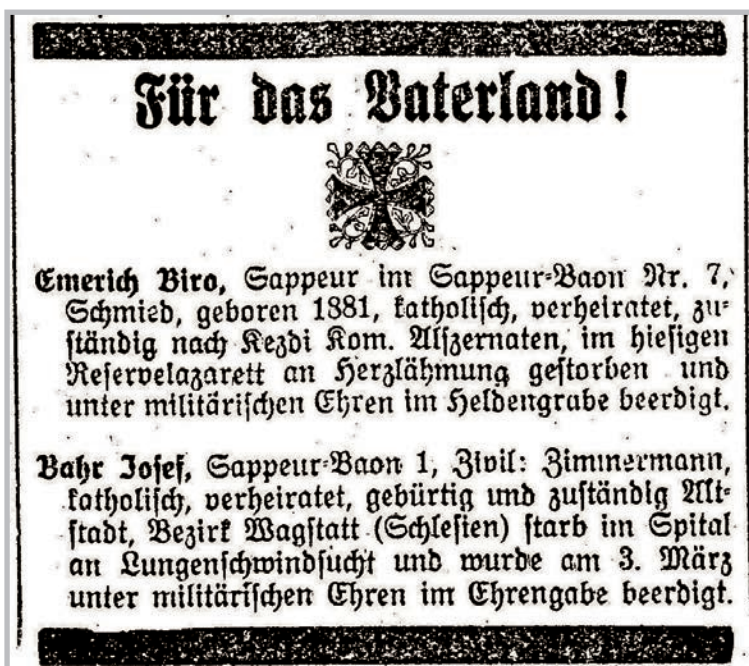 Für das Vaterland!
Emerich Biro, Sappeur im Sappeur-Baon Nr. 7,
Schmied, geboren 1881, katholisch, verheiratet, zu-
ständig nach Kezdi Kom. Alszernaten, im hiesigen
Reservelazarett an Herzlähmung gestorben und
unter militärischen Ehren im Heldengrabe beerdigt.
Bahr Josef, Sappeur-Baon 1, Zivil: Zimmermann,
katholisch, verheiratet, gebürtig und zuständig Alt-
stadt, Bezirk Wagstatt (Schlesien) starb im Spital
an Lungenschwindsucht und wurde am 3. März
unter militärischen Ehren im Ehrengabe beerdigt.